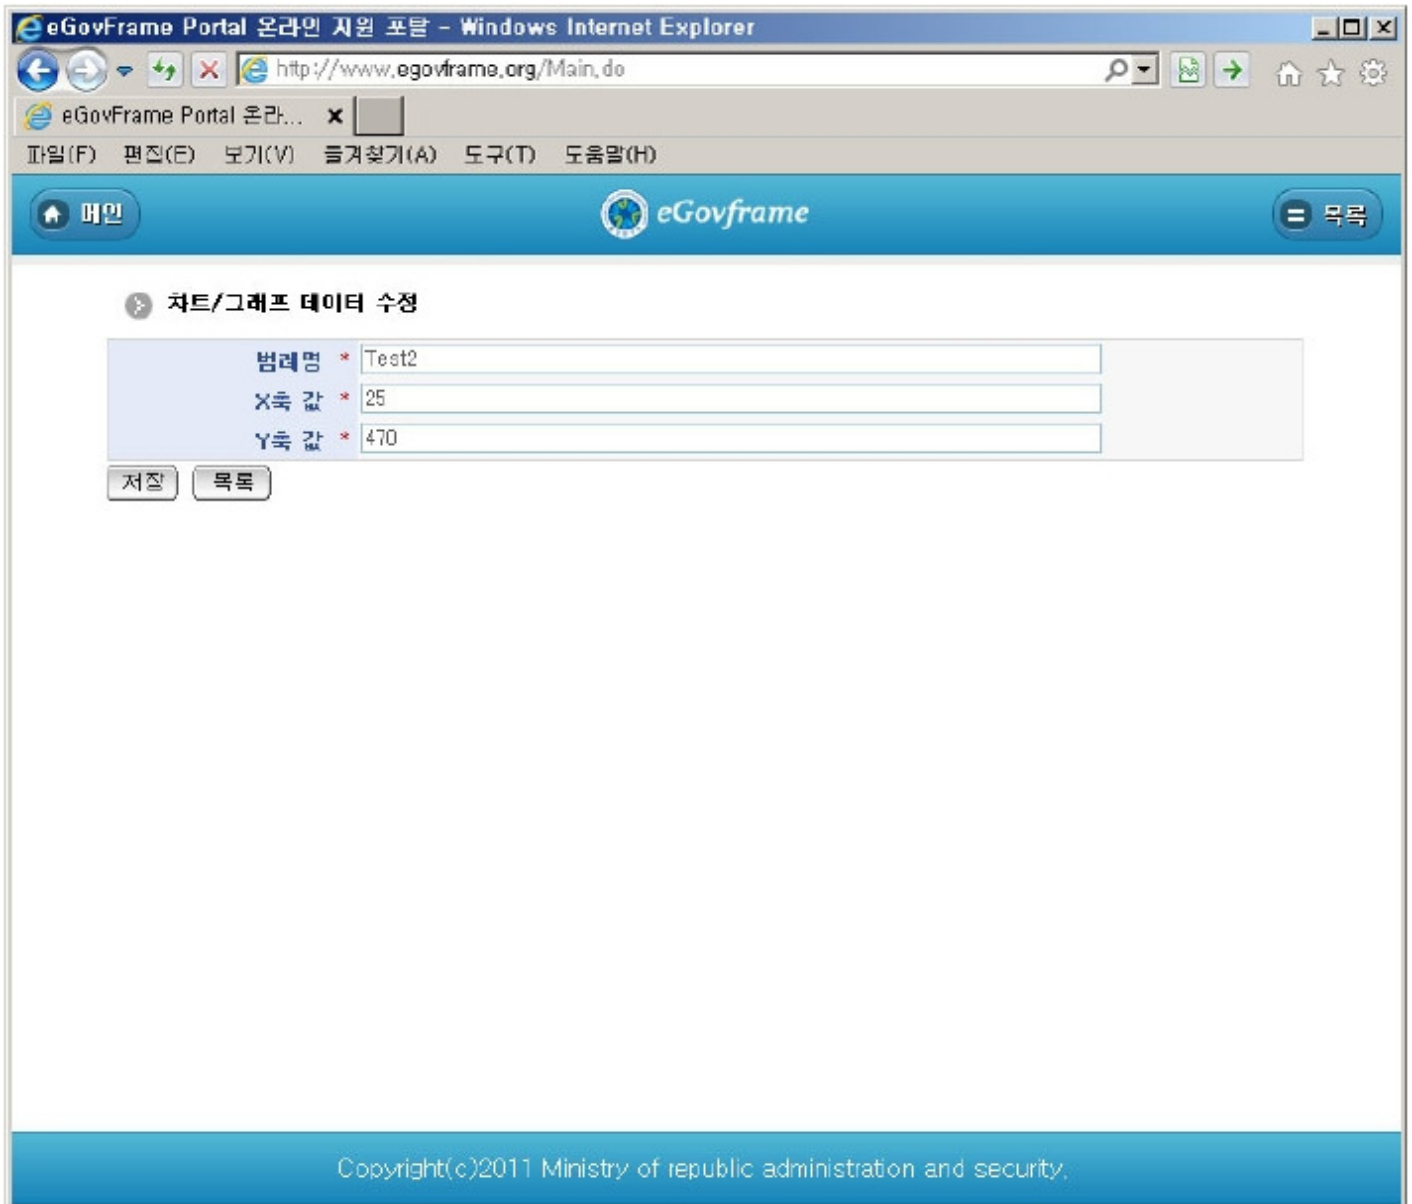 eGovFrame Portal 온라인 지원 포탈 - Windows Internet Explorer
http://www.egovframe.org/Main.do
eGovFrame Portal 온라...
파일(F) 편집(E) 보기(V) 즐겨찾기(A) 도구(T) 도움말(H)
메인 eGovframe 목록
차트/그래프 데이터 수정
범례명 * Test2
X축 값 * 25
Y축 값 * 470
저장 목록
Copyright(c)2011 Ministry of republic administration and security.